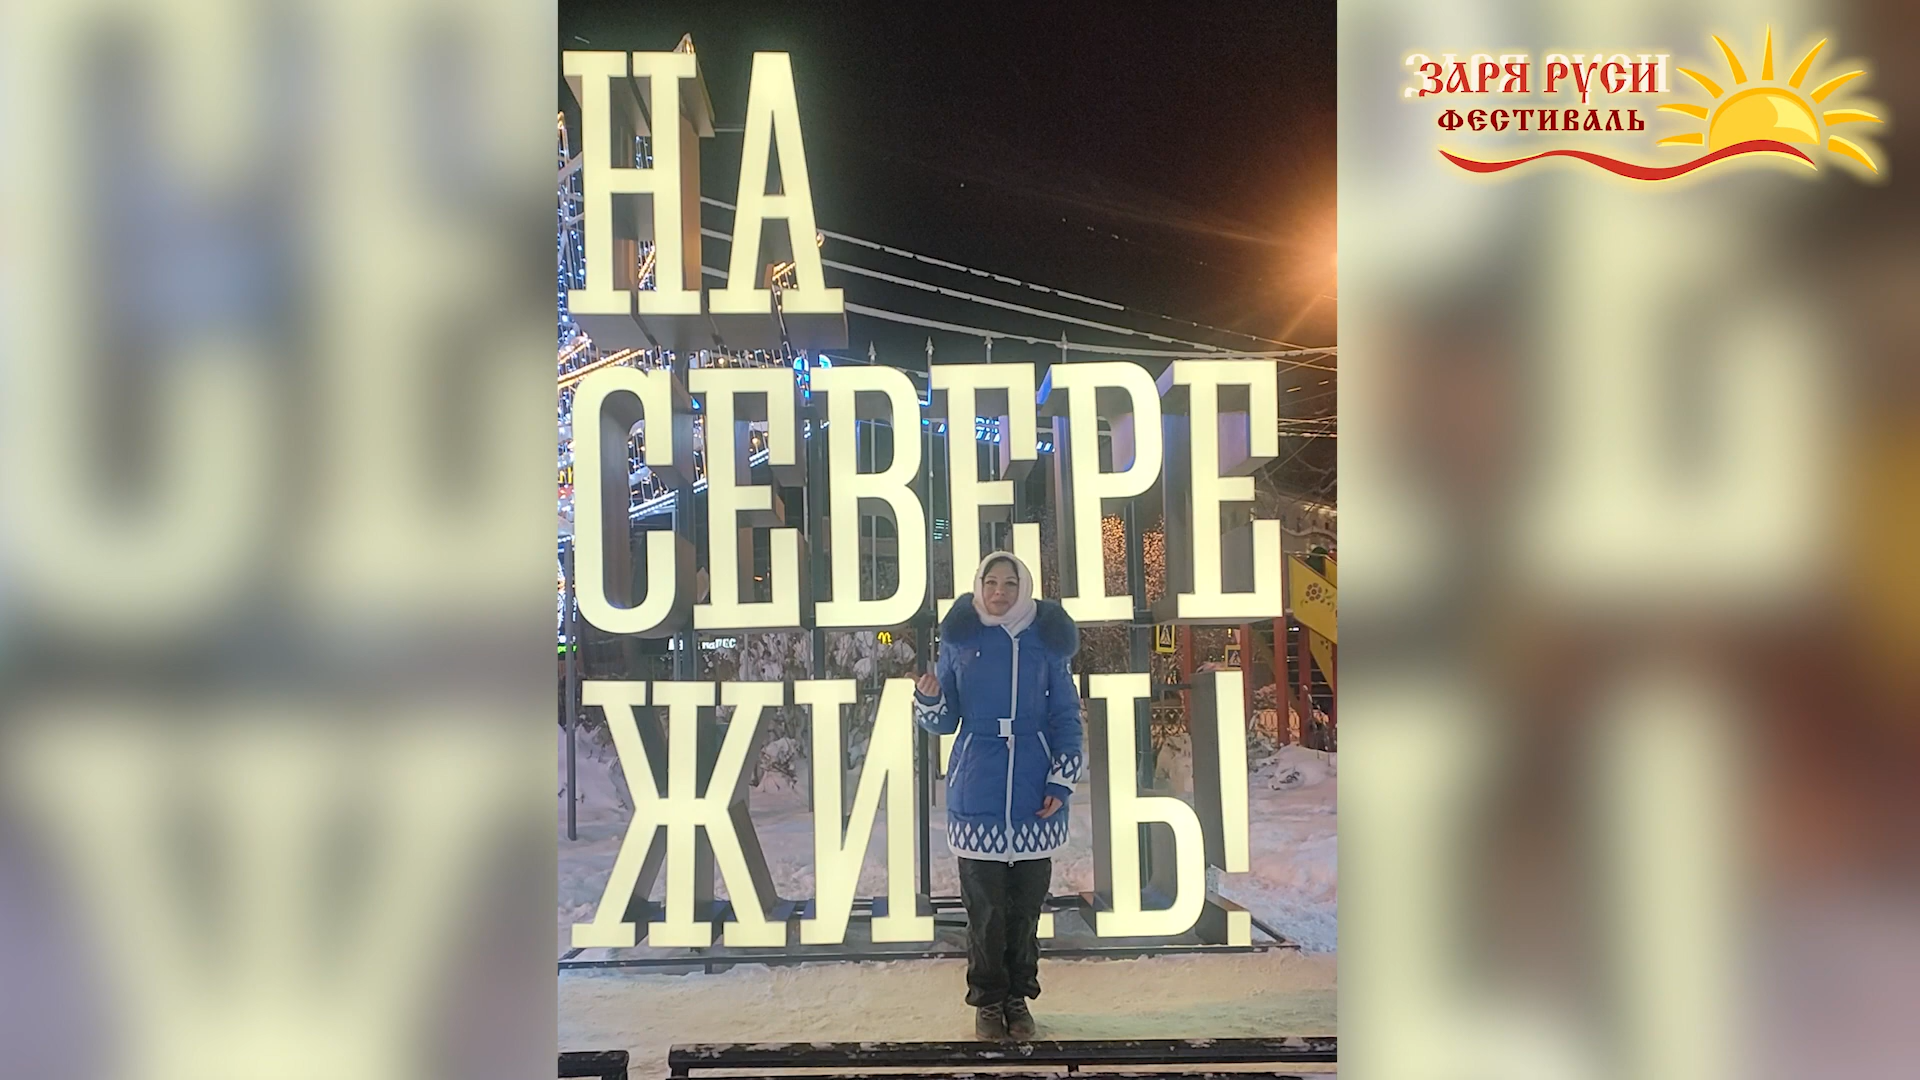 НА
СЕВЕРЕ
ЖИТЬ!
ЗАРЯ РУСИ
ФЕСТИВАЛЬ